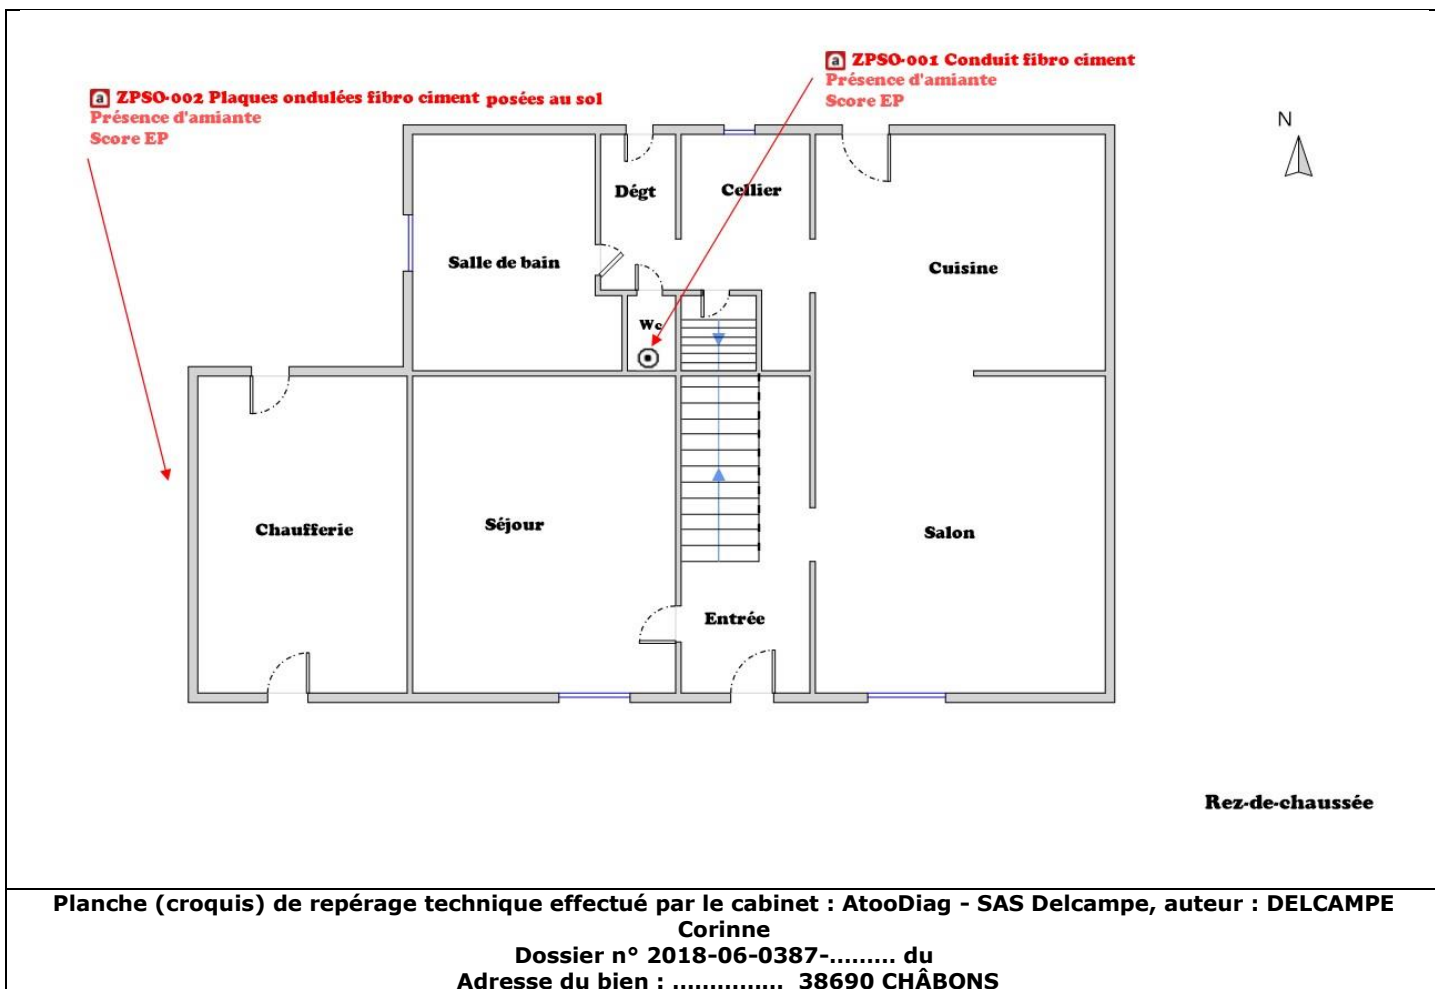 a ZPSO-001 Conduit fibro ciment
Présence d'amiante
Score EP
a ZPSO-002 Plaques ondulées fibro ciment posées au sol
Présence d'amiante
Score EP
N
Dégt
Cellier
Salle de bain
Cuisine
Wc
Chaufferie
Séjour
Salon
Entrée
Rez-de-chaussée
Planche (croquis) de repérage technique effectué par le cabinet : AtooDiag - SAS Delcampe, auteur : DELCAMPE
Corinne
Dossier n° 2018-06-0387-......... du
Adresse du bien : ............... 38690 CHÂBONS